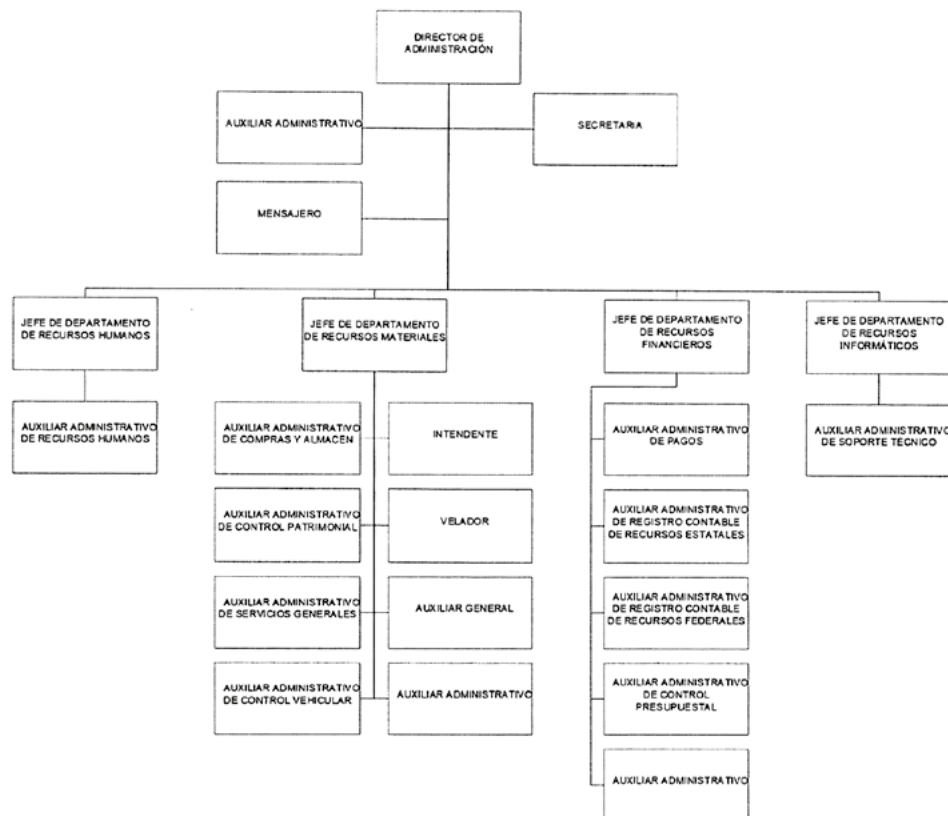 DIRECTOR DE
ADMINISTRACIÓN
AUXILIAR ADMINISTRATIVO
SECRETARIA
MENSAJERO
JEFE DE DEPARTAMENTO
DE RECURSOS HUMANOS
JEFE DE DEPARTAMENTO
DE RECURSOS MATERIALES
JEFE DE DEPARTAMENTO
DE RECURSOS
FINANCIEROS
JEFE DE DEPARTAMENTO
DE RECURSOS
INFORMÁTICOS
AUXILIAR ADMINISTRATIVO
DE RECURSOS HUMANOS
AUXILIAR ADMINISTRATIVO
DE COMPRAS Y ALMACEN
INTENDENTE
AUXILIAR ADMINISTRATIVO
DE PAGOS
AUXILIAR ADMINISTRATIVO
DE SOPORTE TÉCNICO
AUXILIAR ADMINISTRATIVO
DE CONTROL PATRIMONIAL
VELADOR
AUXILIAR ADMINISTRATIVO
DE REGISTRO CONTABLE
DE RECURSOS ESTATALES
AUXILIAR ADMINISTRATIVO
DE SERVICIOS GENERALES
AUXILIAR GENERAL
AUXILIAR ADMINISTRATIVO
DE REGISTRO CONTABLE
DE RECURSOS FEDERALES
AUXILIAR ADMINISTRATIVO
DE CONTROL VEHICULAR
AUXILIAR ADMINISTRATIVO
AUXILIAR ADMINISTRATIVO
DE CONTROL
PRESUPUESTAL
AUXILIAR ADMINISTRATIVO